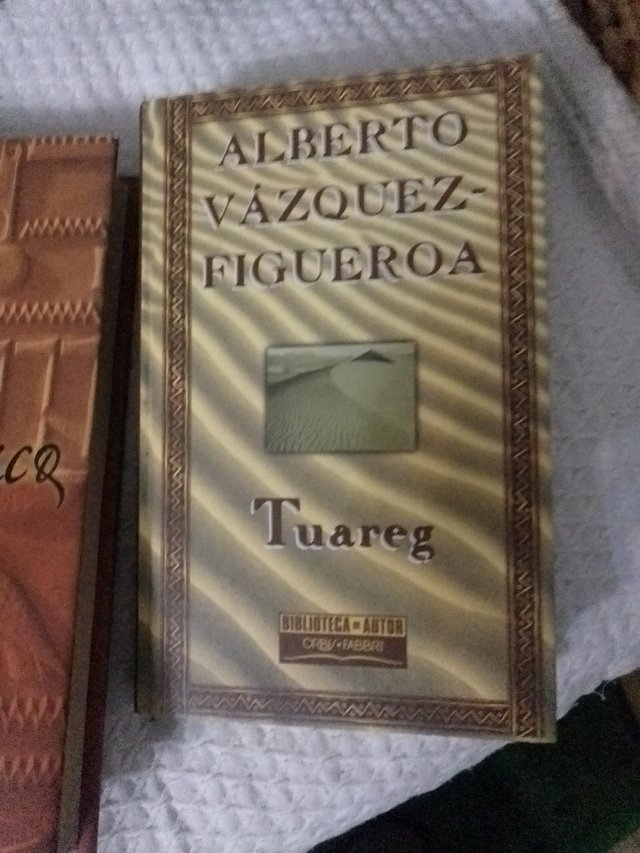 ALBERTO
VÁZQUEZ-
FIGUEROA
Tuareg
BIBLIOTECA DE AUTOR
ORBIS • FABBRI